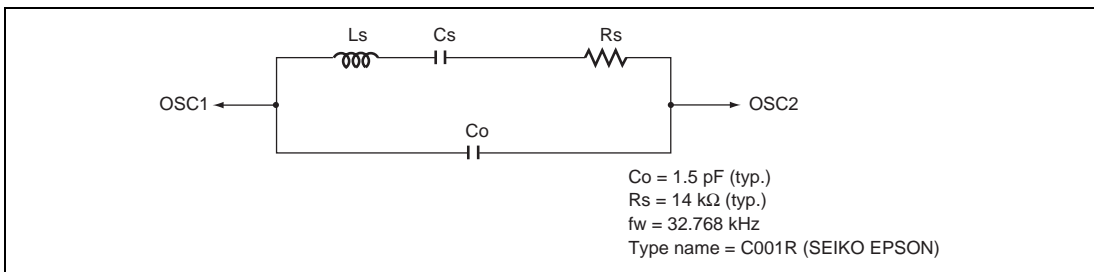 Ls
Cs
Rs
OSC1
OSC2
Co
Co = 1.5 pF (typ.)
Rs = 14 kΩ (typ.)
fw = 32.768 kHz
Type name = C001R (SEIKO EPSON)